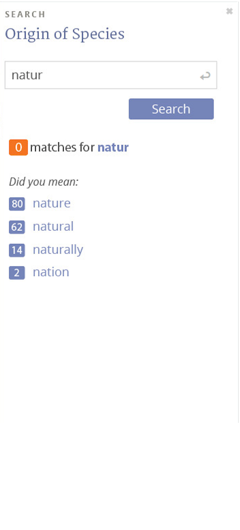 SEARCH
Origin of Species
natur
Search
0 matches for natur
Did you mean:
80 nature
62 natural
14 naturally
2 nation